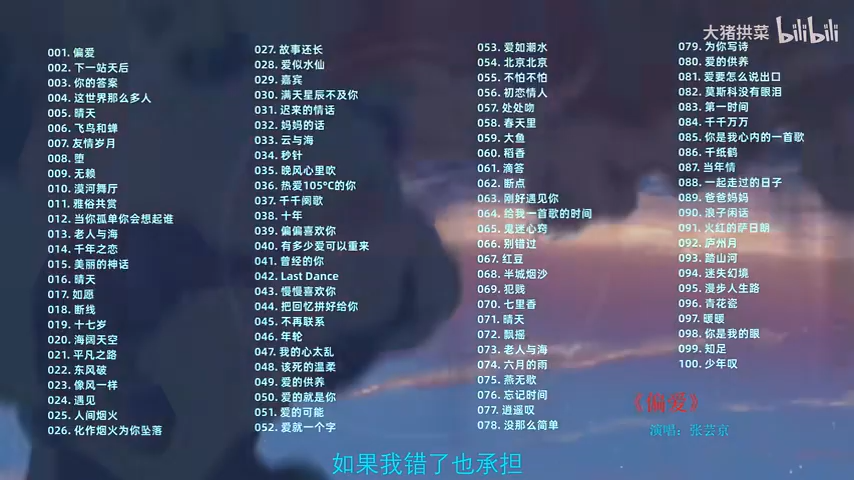 大猪拱菜 bilibili
001. 偏爱
002. 下一站天后
003. 你的答案
004. 这世界那么多人
005. 晴天
006. 飞鸟和蝉
007. 友情岁月
008. 堕
009. 无赖
010. 漠河舞厅
011. 雅俗共赏
012. 当你孤单你会想起谁
013. 老人与海
014. 千年之恋
015. 美丽的神话
016. 晴天
017. 如愿
018. 断线
019. 十七岁
020. 海阔天空
021. 平凡之路
022. 东风破
023. 像风一样
024. 遇见
025. 人间烟火
026. 化作烟火为你坠落
027. 故事还长
028. 爱似水仙
029. 嘉宾
030. 满天星辰不及你
031. 迟来的情话
032. 妈妈的话
033. 云与海
034. 秒针
035. 晚风心里吹
036. 热爱105℃的你
037. 千千阕歌
038. 十年
039. 偏偏喜欢你
040. 有多少爱可以重来
041. 曾经的你
042. Last Dance
043. 慢慢喜欢你
044. 把回忆拼好给你
045. 不再联系
046. 年轮
047. 我的心太乱
048. 该死的温柔
049. 爱的供养
050. 爱的就是你
051. 爱的可能
052. 爱就一个字
053. 爱如潮水
054. 北京北京
055. 不怕不怕
056. 初恋情人
057. 处处吻
058. 春天里
059. 大鱼
060. 稻香
061. 滴答
062. 断点
063. 刚好遇见你
064. 给我一首歌的时间
065. 鬼迷心窍
066. 别错过
067. 红豆
068. 半城烟沙
069. 犯贱
070. 七里香
071. 晴天
072. 飘摇
073. 老人与海
074. 六月的雨
075. 燕无歇
076. 忘记时间
077. 逍遥叹
078. 没那么简单
079. 为你写诗
080. 爱的供养
081. 爱要怎么说出口
082. 莫斯科没有眼泪
083. 第一时间
084. 千千万万
085. 你是我心内的一首歌
086. 千纸鹤
087. 当年情
088. 一起走过的日子
089. 爸爸妈妈
090. 浪子闲话
091. 火红的萨日朗
092. 庐州月
093. 踏山河
094. 迷失幻境
095. 漫步人生路
096. 青花瓷
097. 暖暖
098. 你是我的眼
099. 知足
100. 少年叹
《偏爱》
演唱：张芸京
如果我错了也承担